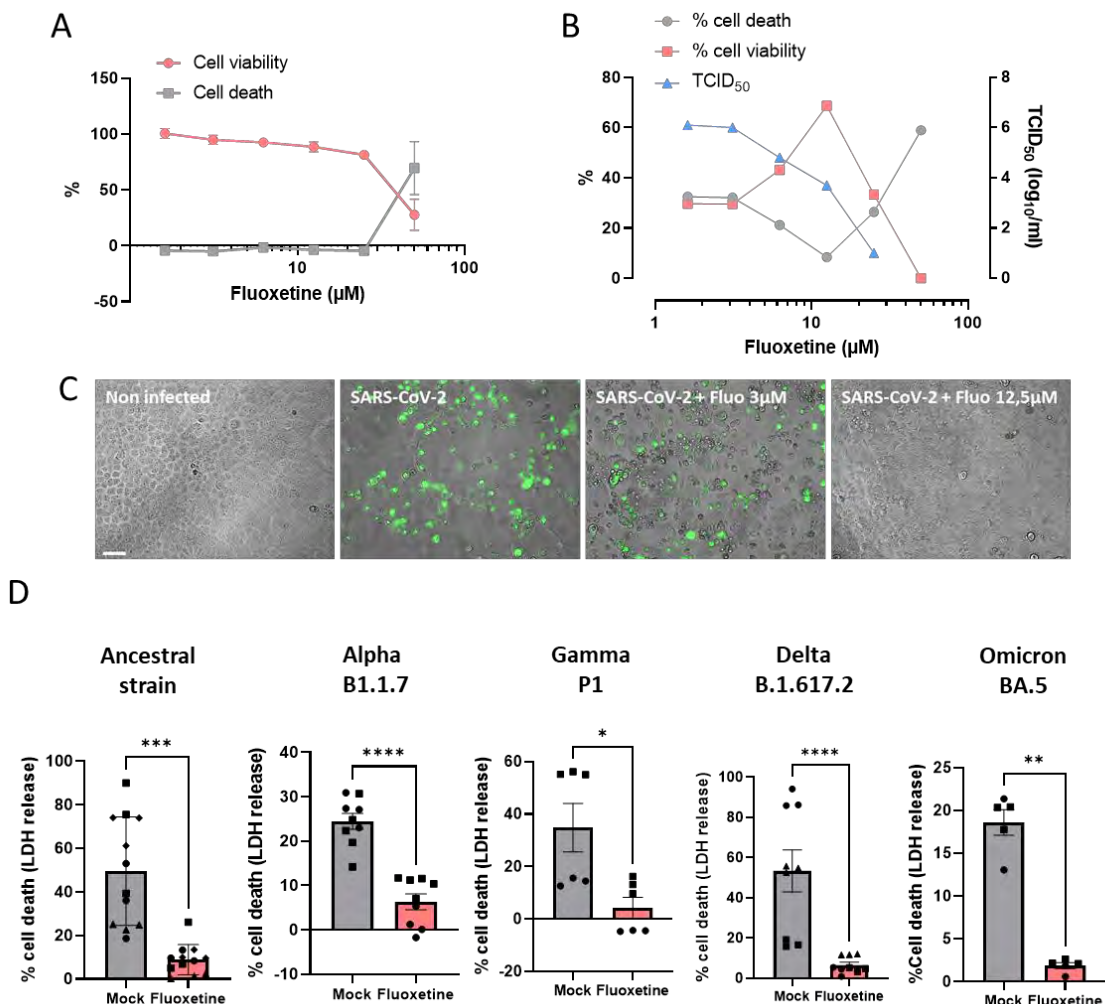 A
Cell viability
Cell death
150
100
50
0
-50
%
10
100
Fluoxetine (µM)
B
% cell death
% cell viability
TCID50
80
60
40
20
0
%
8
6
4
2
0
TCID50 (log10/ml)
1
10
100
Fluoxetine (µM)
C
Non infected
SARS-CoV-2
SARS-CoV-2 + Fluo 3µM
SARS-CoV-2 + Fluo 12,5µM
D
Ancestral
strain
% cell death (LDH release)
100
80
60
40
20
0
***
Mock Fluoxetine
Alpha
B1.1.7
% cell death (LDH release)
40
30
20
10
0
-10
****
Mock Fluoxetine
Gamma
P1
% cell death (LDH release)
60
40
20
0
-20
*
Mock Fluoxetine
Delta
B.1.617.2
% cell death (LDH release)
100
80
60
40
20
0
****
Mock Fluoxetine
Omicron
BA.5
%Cell death (LDH release)
25
20
15
10
5
0
**
Mock Fluoxetine